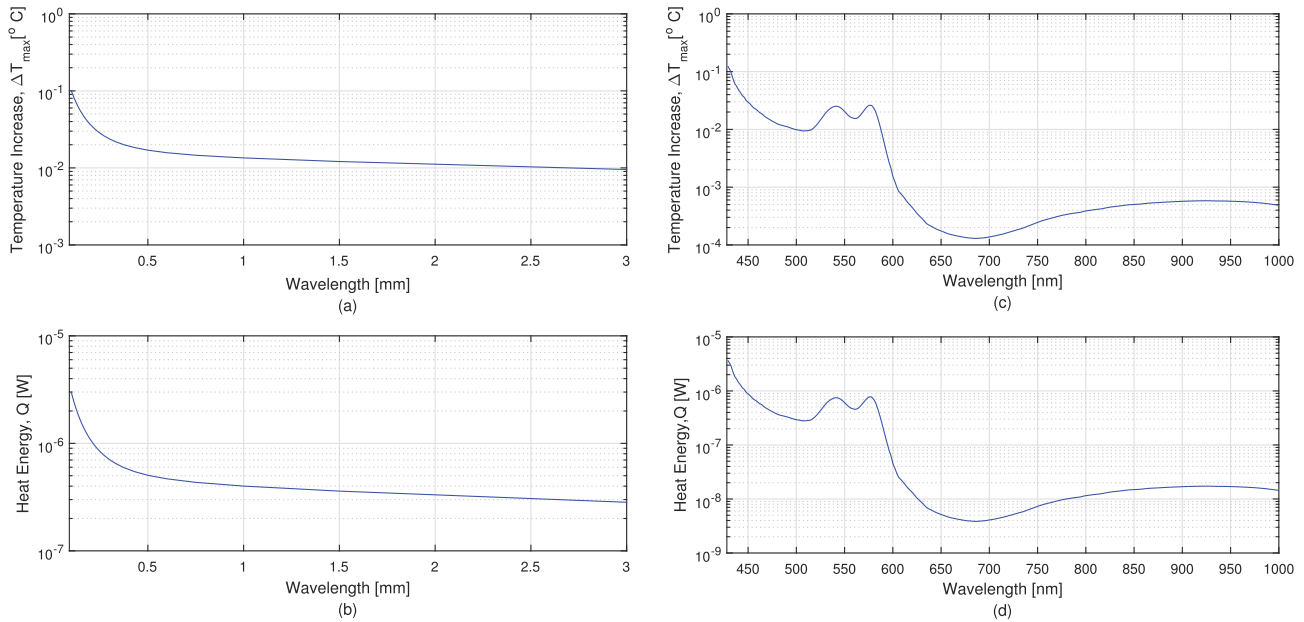 Temperature Increase, ΔT_max[° C]
10^0
10^-1
10^-2
10^-3
0.5 1 1.5 2 2.5 3
Wavelength [mm]
(a)
Heat Energy, Q [W]
10^-5
10^-6
10^-7
0.5 1 1.5 2 2.5 3
Wavelength [mm]
(b)
Temperature Increase, ΔT_max[° C]
10^0
10^-1
10^-2
10^-3
10^-4
450 500 550 600 650 700 750 800 850 900 950 1000
Wavelength [nm]
(c)
Heat Energy,Q [W]
10^-5
10^-6
10^-7
10^-8
10^-9
450 500 550 600 650 700 750 800 850 900 950 1000
Wavelength [nm]
(d)